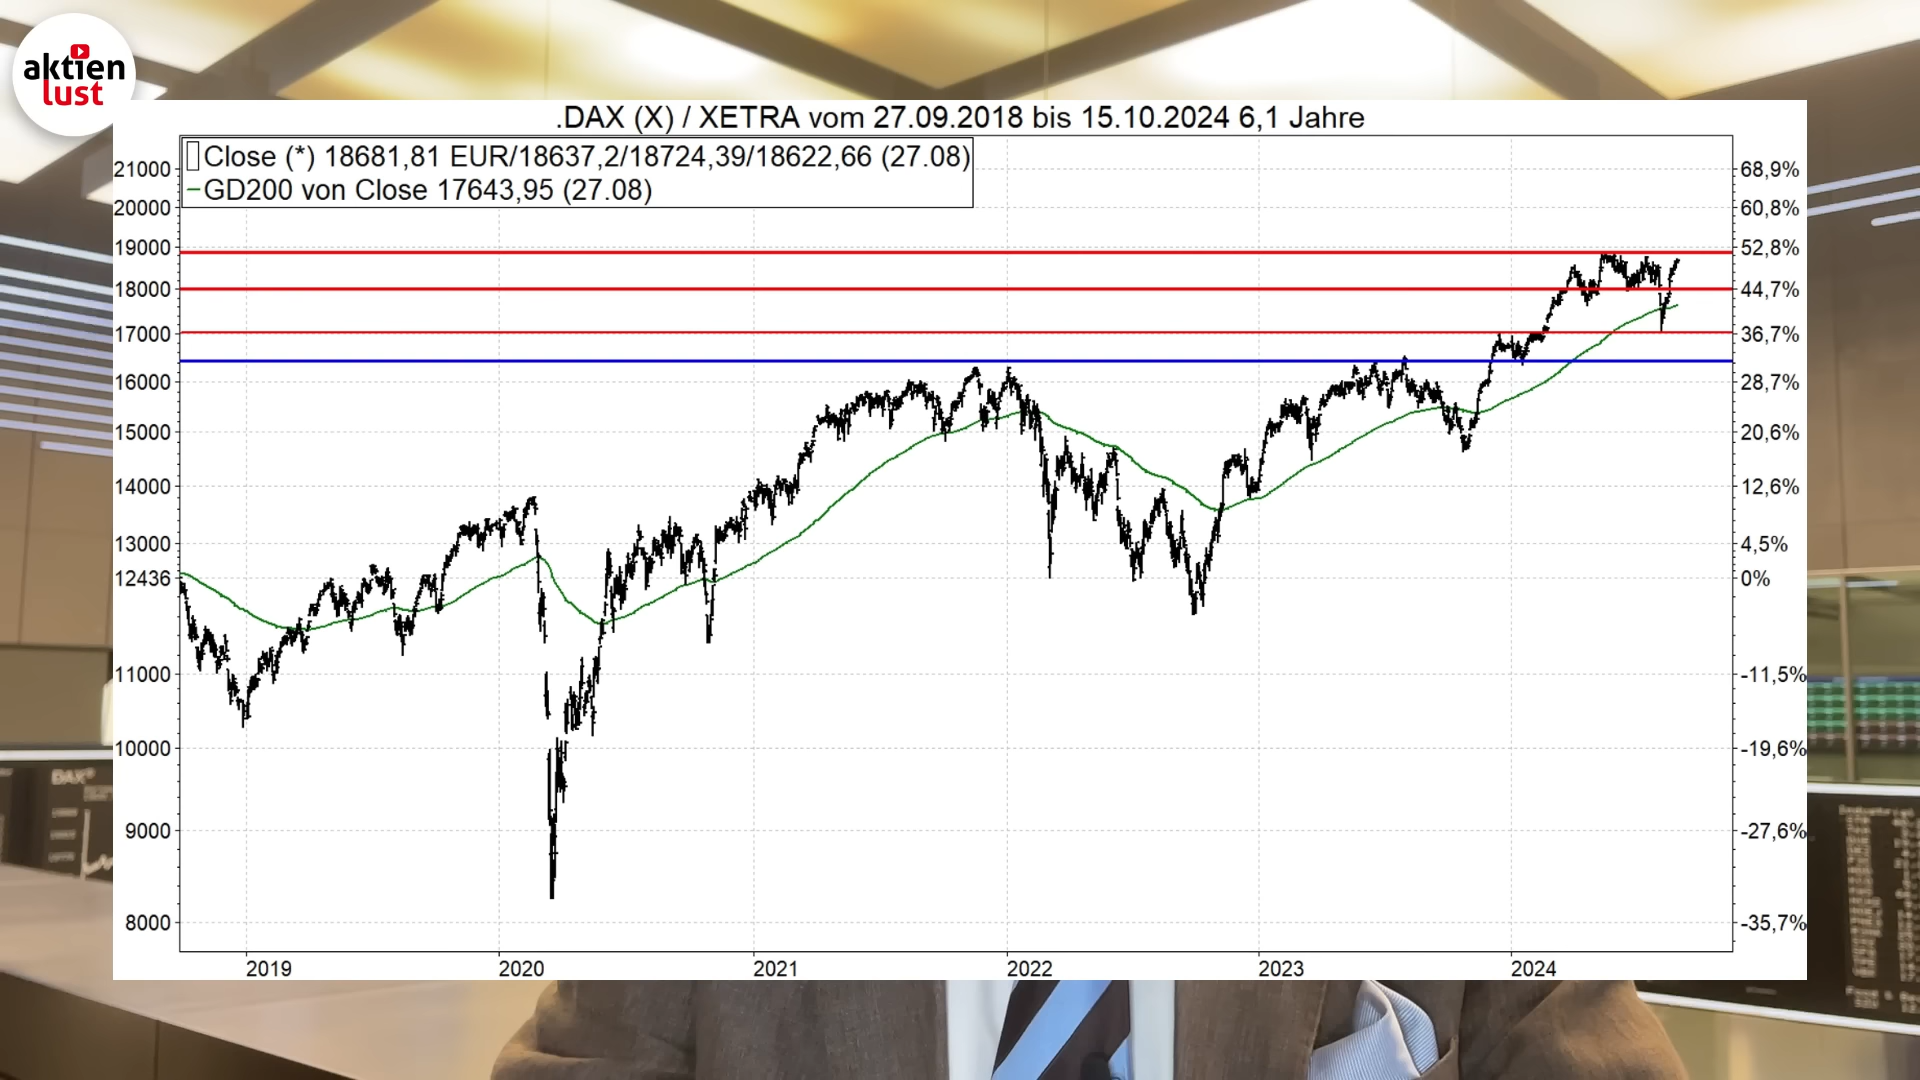 aktien
lust
.DAX (X) / XETRA vom 27.09.2018 bis 15.10.2024 6,1 Jahre
Close (*) 18681,81 EUR/18637,2/18724,39/18622,66 (27.08)
GD200 von Close 17643,95 (27.08)
21000 68,9%
20000 60,8%
19000 52,8%
18000 44,7%
17000 36,7%
16000 28,7%
15000 20,6%
14000 12,6%
13000 4,5%
12436 0%
11000 -11,5%
10000 -19,6%
9000 -27,6%
8000 -35,7%
2019 2020 2021 2022 2023 2024
DAX